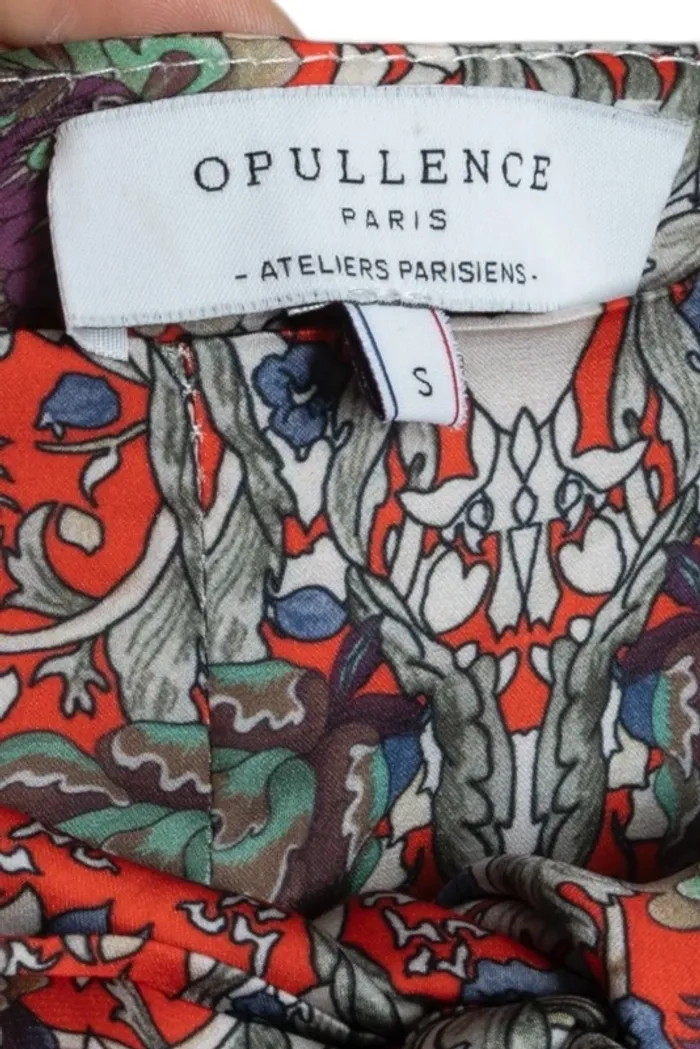 OPULLENCE
PARIS
- ATELIERS PARISIENS-
S